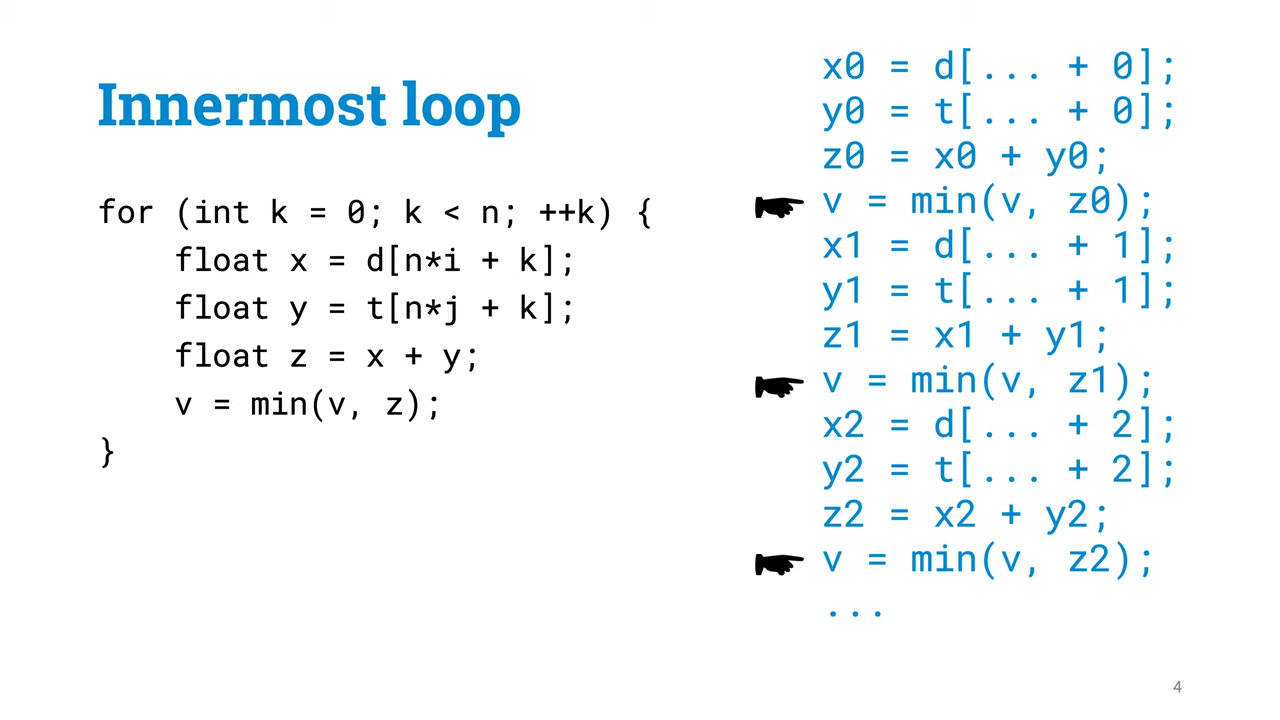 Innermost loop
for (int k = 0; k < n; ++k) {
    float x = d[n*i + k];
    float y = t[n*j + k];
    float z = x + y;
    v = min(v, z);
}
x0 = d[... + 0];
y0 = t[... + 0];
z0 = x0 + y0;
v = min(v, z0);
x1 = d[... + 1];
y1 = t[... + 1];
z1 = x1 + y1;
v = min(v, z1);
x2 = d[... + 2];
y2 = t[... + 2];
z2 = x2 + y2;
v = min(v, z2);
...
4